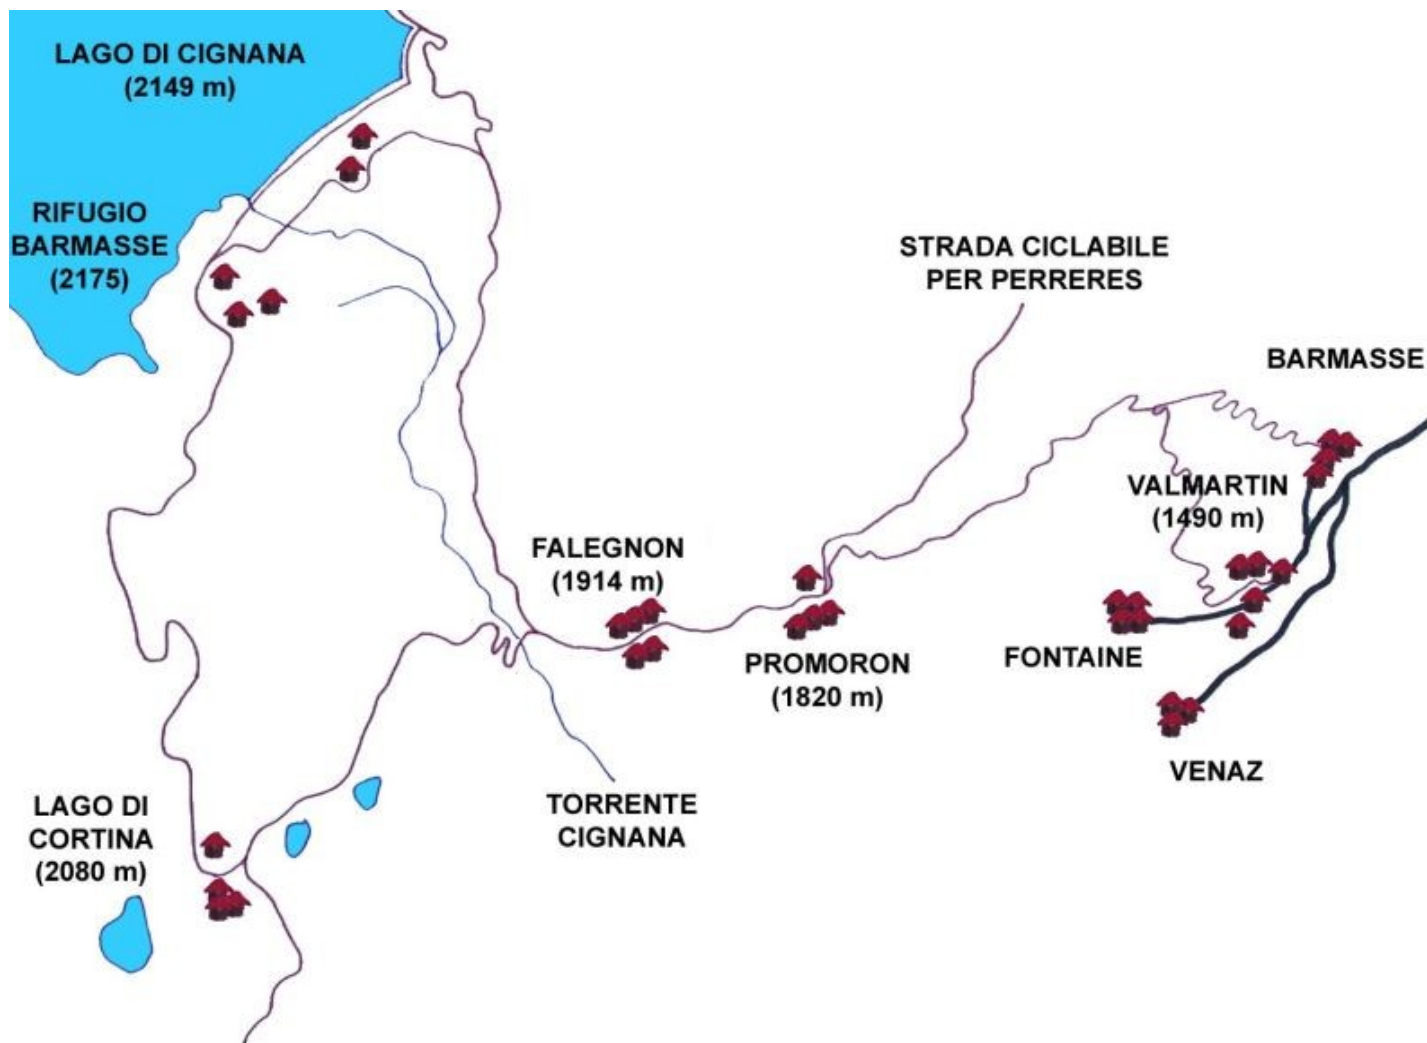 LAGO DI CIGNANA
(2149 m)
RIFUGIO
BARMASSE
(2175)
STRADA CICLABILE
PER PERRERES
BARMASSE
VALMARTIN
(1490 m)
FALEGNON
(1914 m)
FONTAINE
PROMORON
(1820 m)
VENAZ
LAGO DI
CORTINA
(2080 m)
TORRENTE
CIGNANA